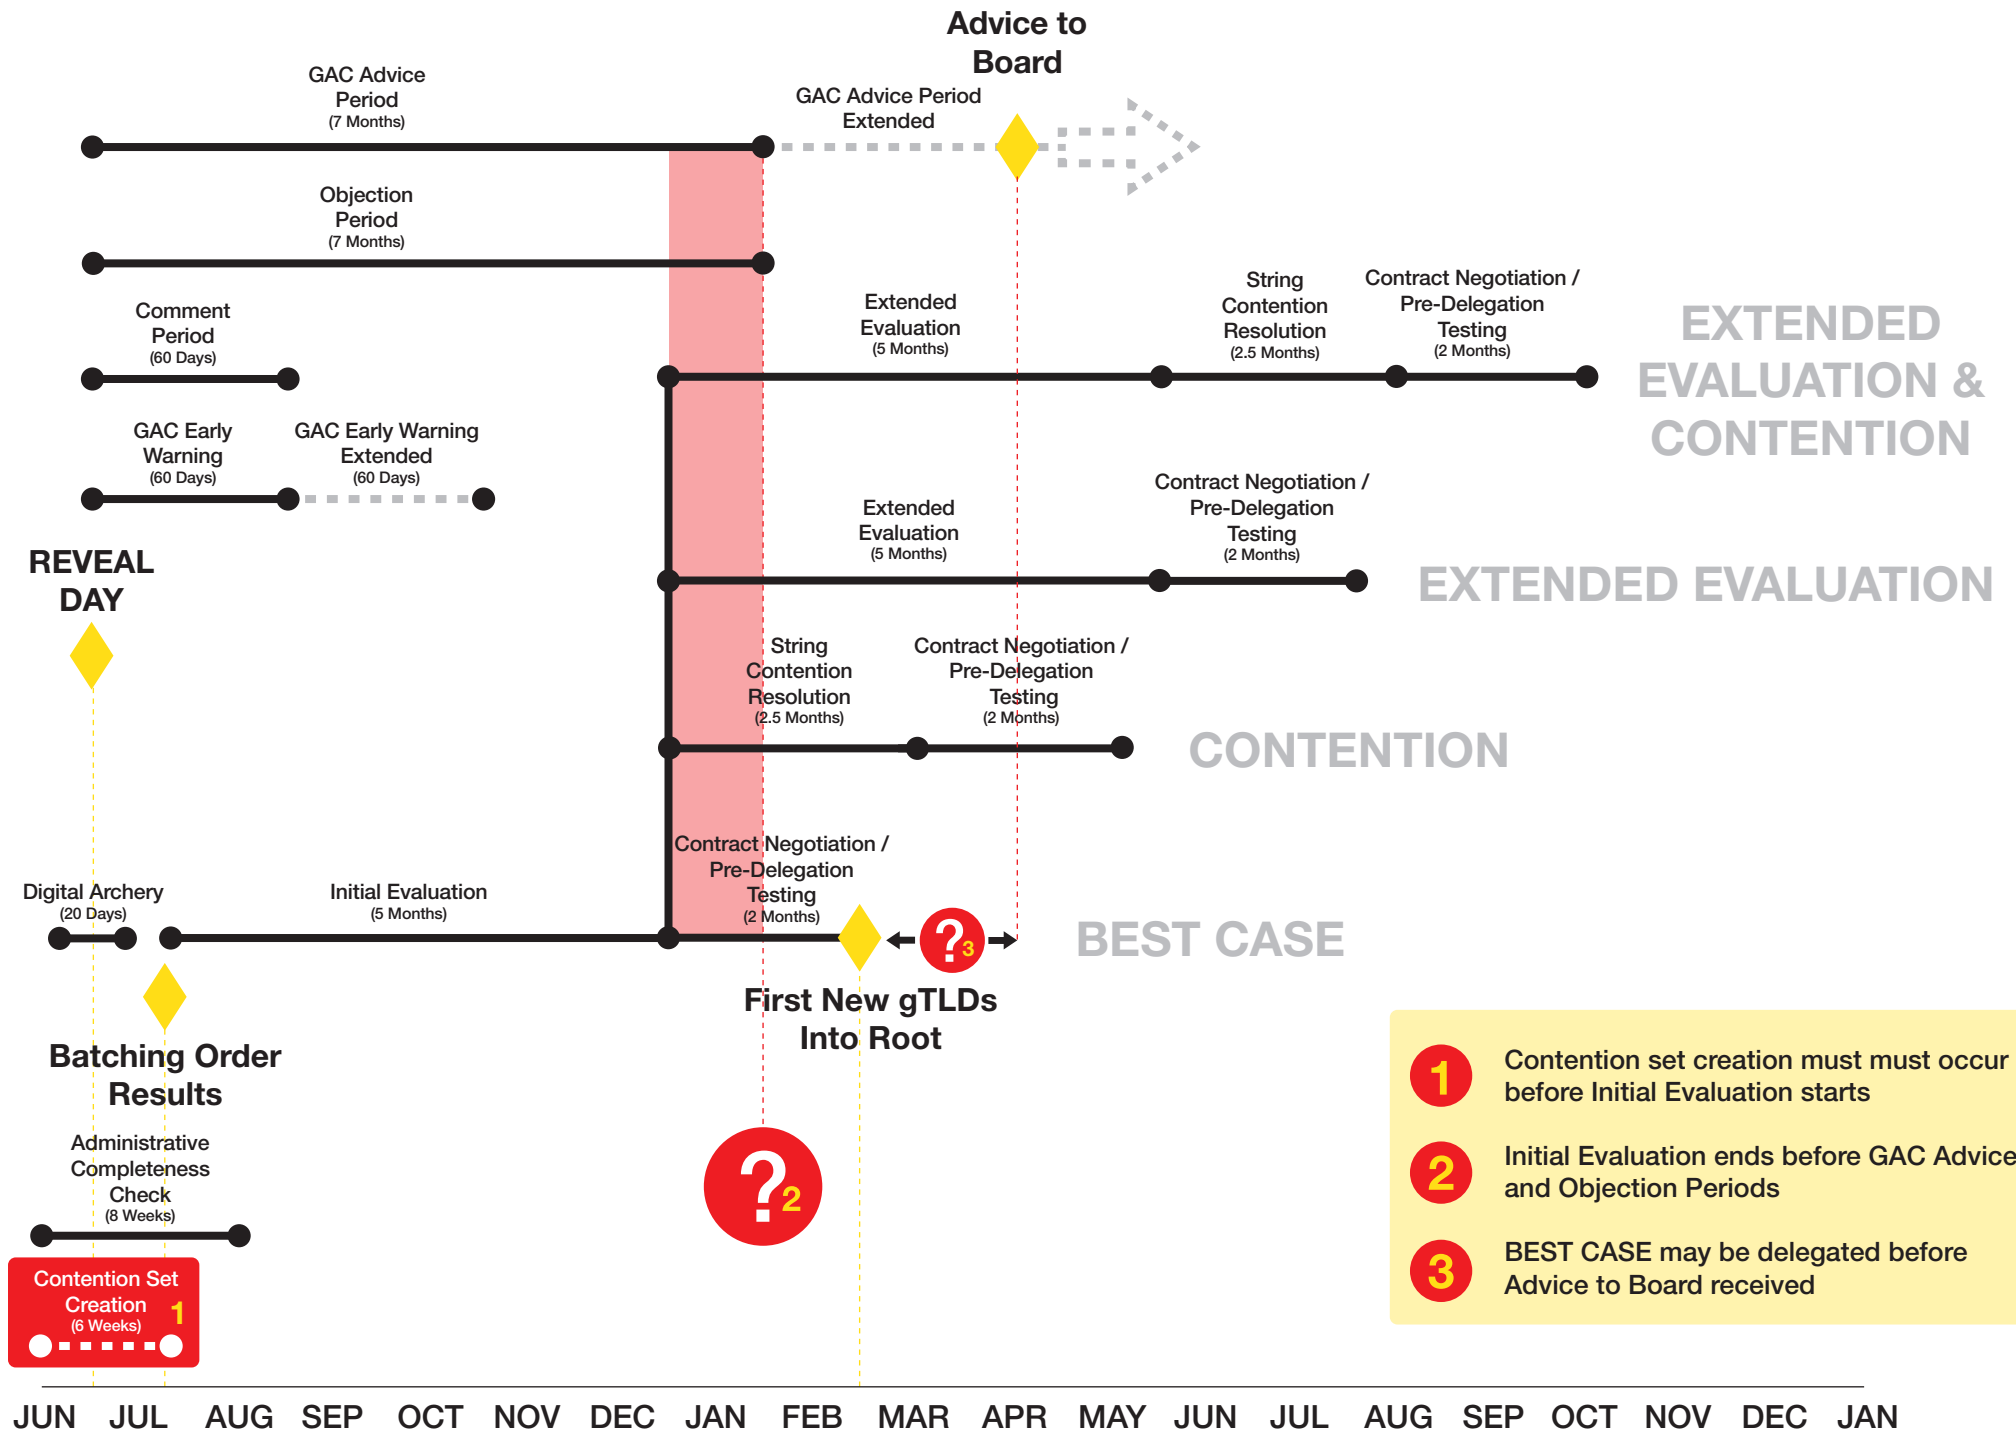 Advice to
Board
GAC Advice
Period
(7 Months)
GAC Advice Period
Extended
Objection
Period
(7 Months)
Comment
Period
(60 Days)
Extended
Evaluation
(5 Months)
String
Contention
Resolution
(2.5 Months)
Contract Negotiation /
Pre-Delegation
Testing
(2 Months)
EXTENDED
EVALUATION &
CONTENTION
GAC Early
Warning
(60 Days)
GAC Early Warning
Extended
(60 Days)
Extended
Evaluation
(5 Months)
Contract Negotiation /
Pre-Delegation
Testing
(2 Months)
EXTENDED EVALUATION
REVEAL
DAY
String
Contention
Resolution
(2.5 Months)
Contract Negotiation /
Pre-Delegation
Testing
(2 Months)
CONTENTION
Digital Archery
(20 Days)
Initial Evaluation
(5 Months)
Contract Negotiation /
Pre-Delegation
Testing
(2 Months)
?3
BEST CASE
First New gTLDs
Into Root
Batching Order
Results
Administrative
Completeness
Check
(8 Weeks)
?2
Contention Set
Creation
(6 Weeks)
1
1
Contention set creation must must occur
before Initial Evaluation starts
2
Initial Evaluation ends before GAC Advice
and Objection Periods
3
BEST CASE may be delegated before
Advice to Board received
JUN JUL AUG SEP OCT NOV DEC JAN FEB MAR APR MAY JUN JUL AUG SEP OCT NOV DEC JAN